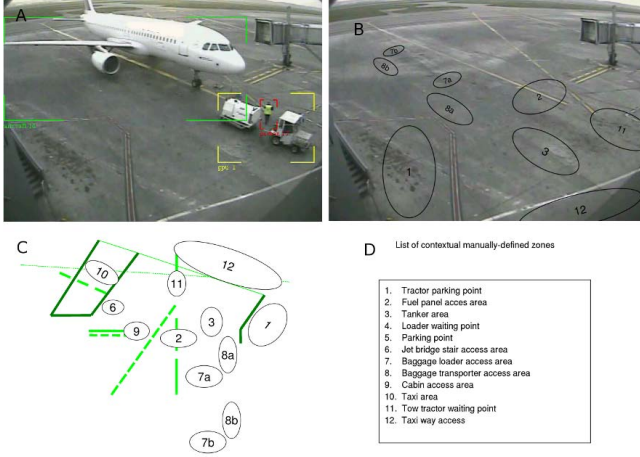 A
B
7b
8b
7a
8a
2
11
3
1
12
C
12
10
11
6
3
1
9
2
8a
7a
8b
7b
D
List of contextual manually-defined zones
1. Tractor parking point
2. Fuel panel acces area
3. Tanker area
4. Loader waiting point
5. Parking point
6. Jet bridge stair access area
7. Baggage loader access area
8. Baggage transporter access area
9. Cabin access area
10. Taxi area
11. Tow tractor waiting point
12. Taxi way access